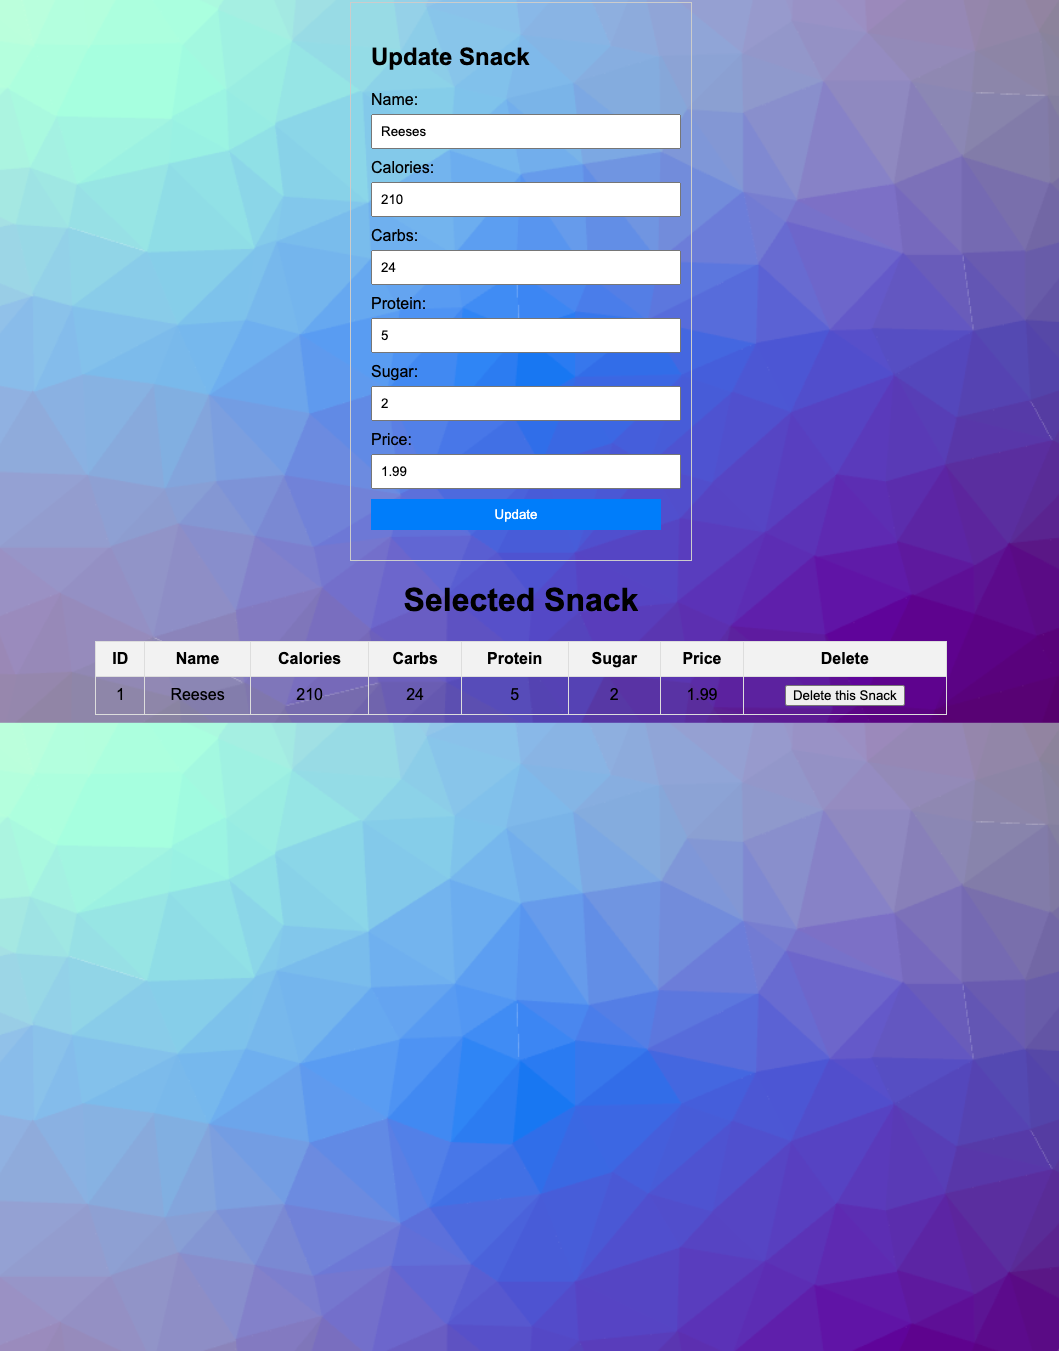 Update Snack
Name:
Reeses
Calories:
210
Carbs:
24
Protein:
5
Sugar:
2
Price:
1.99
Update
Selected Snack
ID Name Calories Carbs Protein Sugar Price Delete
1 Reeses 210 24 5 2 1.99 Delete this Snack